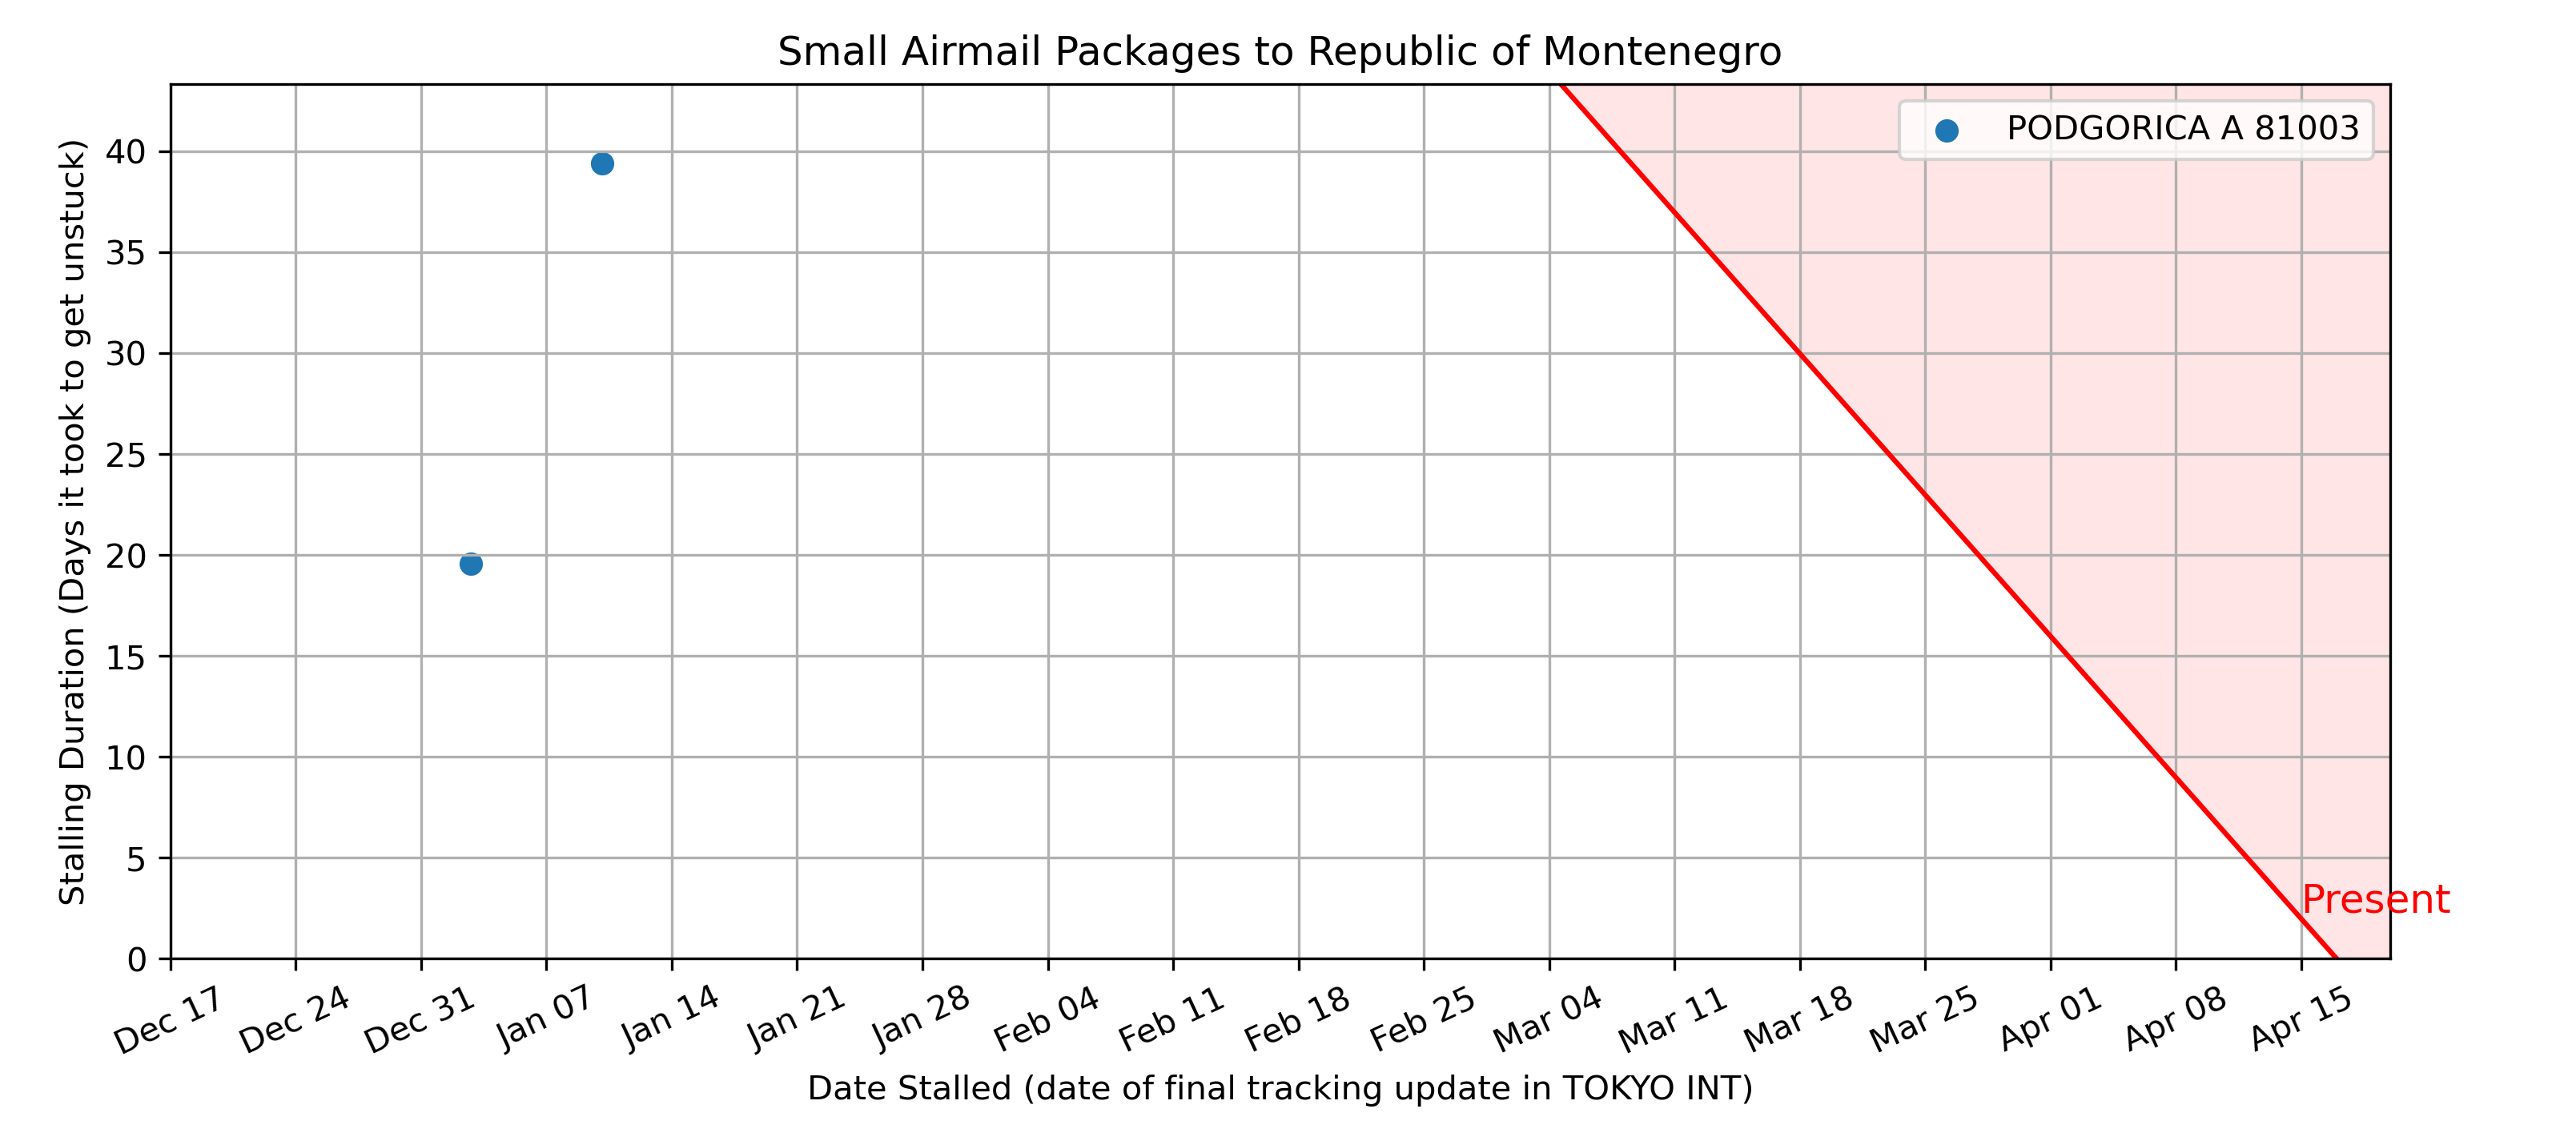 Small Airmail Packages to Republic of Montenegro
PODGORICA A 81003
Stalling Duration (Days it took to get unstuck)
40
35
30
25
20
15
10
5
0
Present
Dec 17
Dec 24
Dec 31
Jan 07
Jan 14
Jan 21
Jan 28
Feb 04
Feb 11
Feb 18
Feb 25
Mar 04
Mar 11
Mar 18
Mar 25
Apr 01
Apr 08
Apr 15
Date Stalled (date of final tracking update in TOKYO INT)